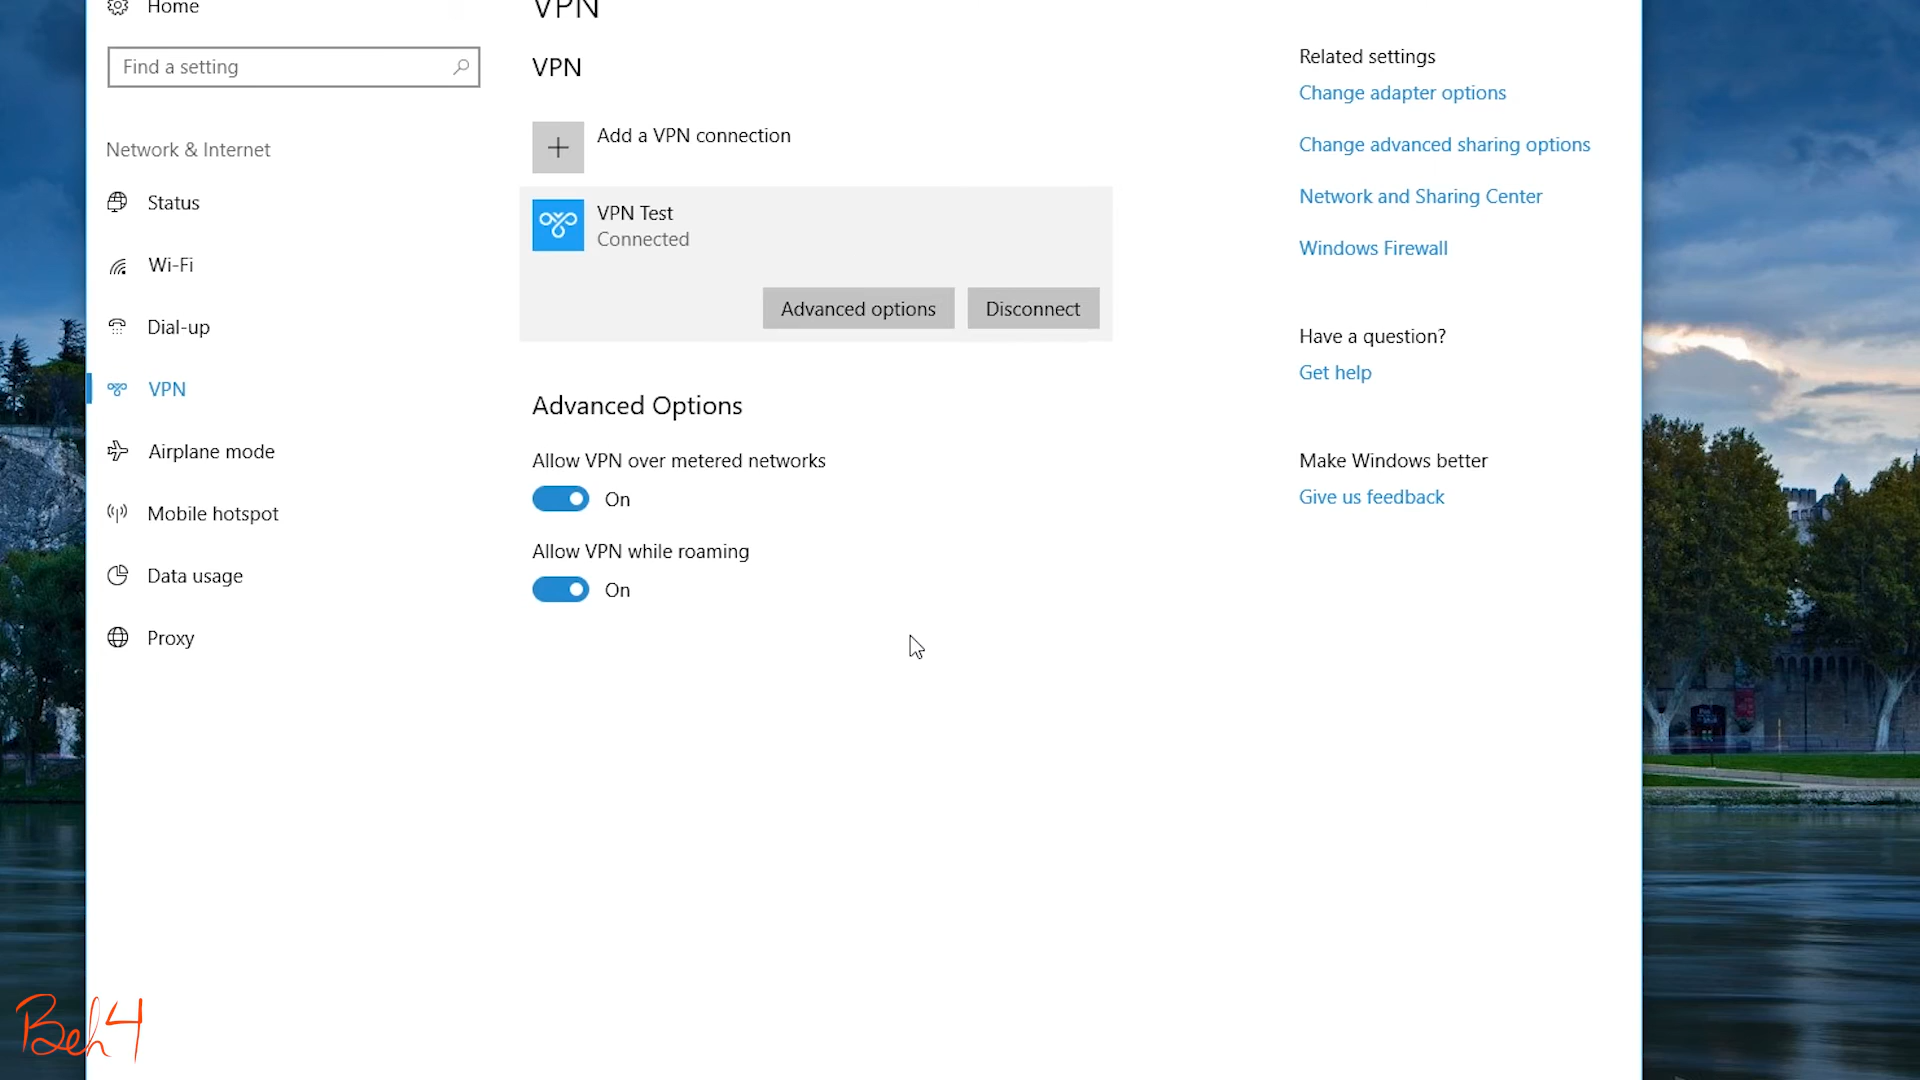 Home
Find a setting
Network & Internet
Status
Wi-Fi
Dial-up
VPN
Airplane mode
Mobile hotspot
Data usage
Proxy
VPN
VPN
Add a VPN connection
VPN Test
Connected
Advanced options
Disconnect
Advanced Options
Allow VPN over metered networks
On
Allow VPN while roaming
On
Related settings
Change adapter options
Change advanced sharing options
Network and Sharing Center
Windows Firewall
Have a question?
Get help
Make Windows better
Give us feedback
Beh4